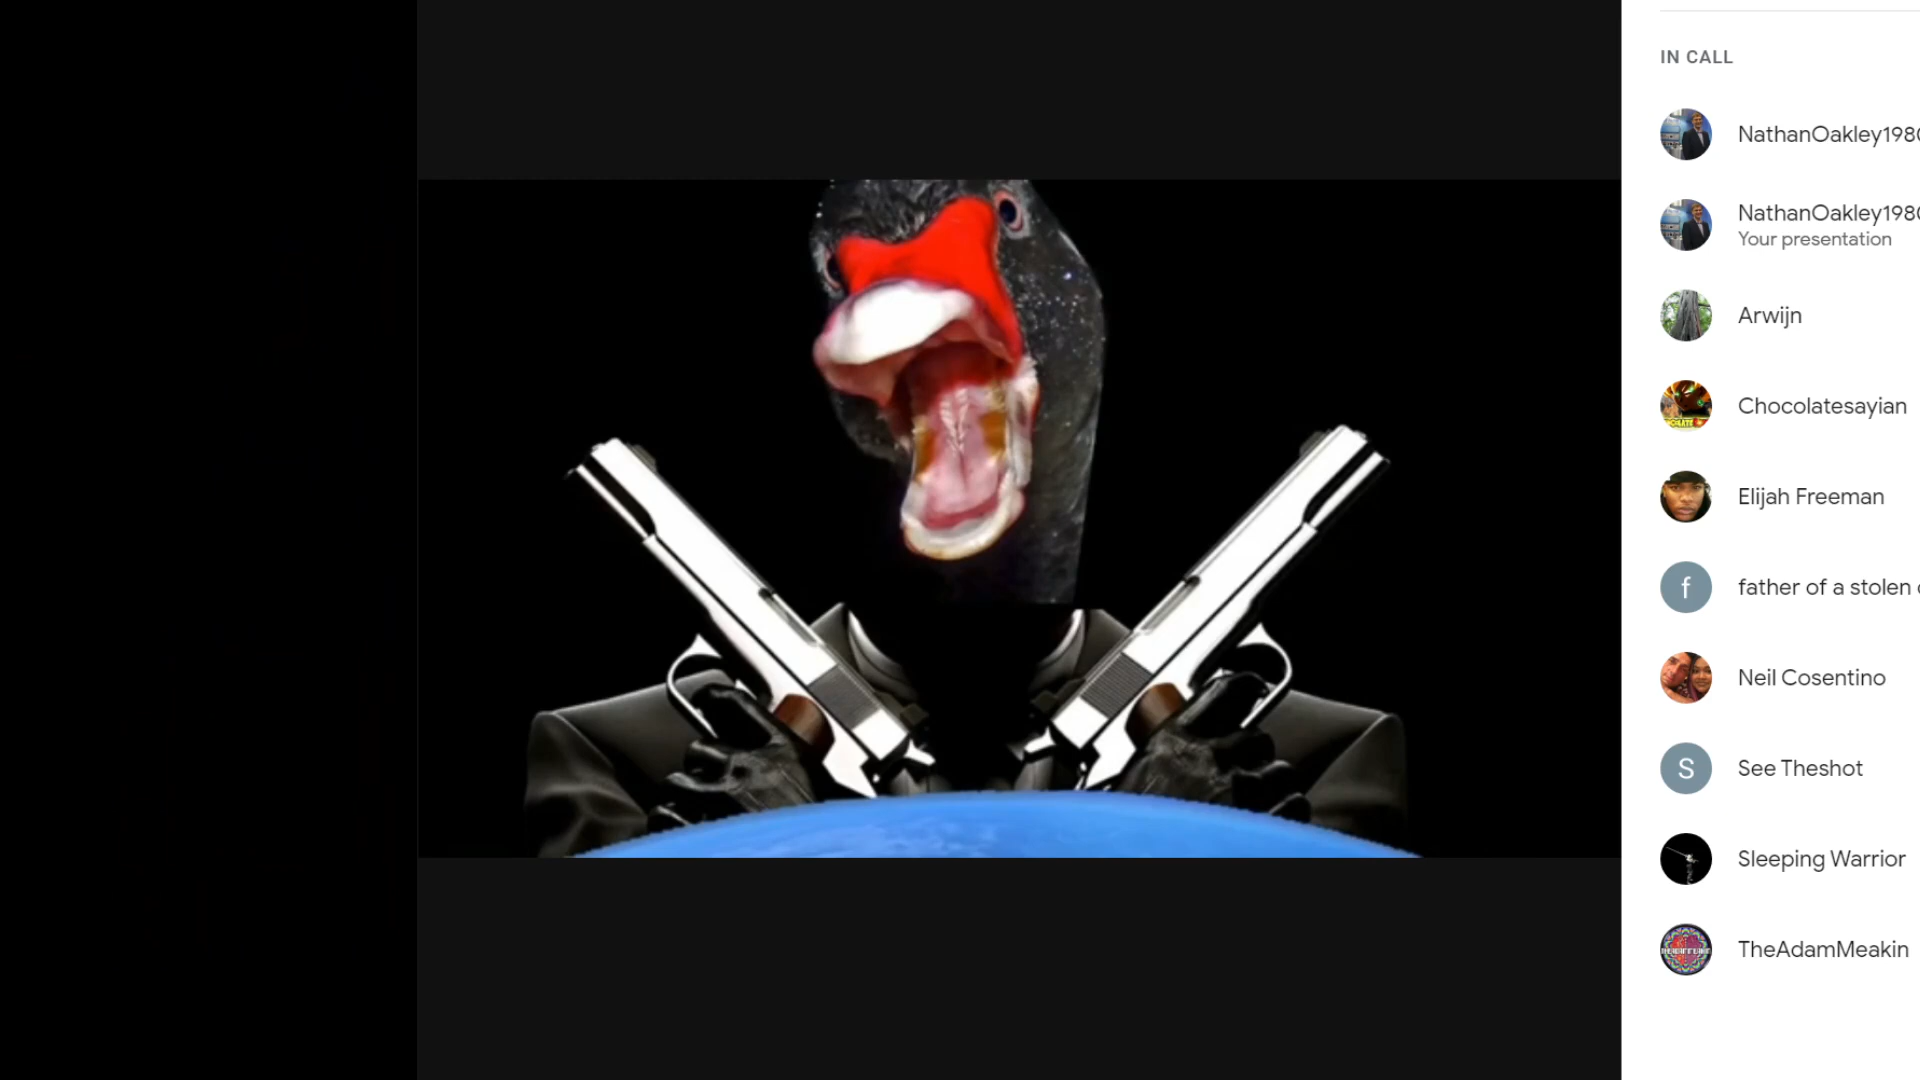 IN CALL
NathanOakley198
NathanOakley198
Your presentation
Arwijn
Chocolatesayian
Elijah Freeman
f
father of a stolen
Neil Cosentino
S
See Theshot
Sleeping Warrior
TheAdamMeakin